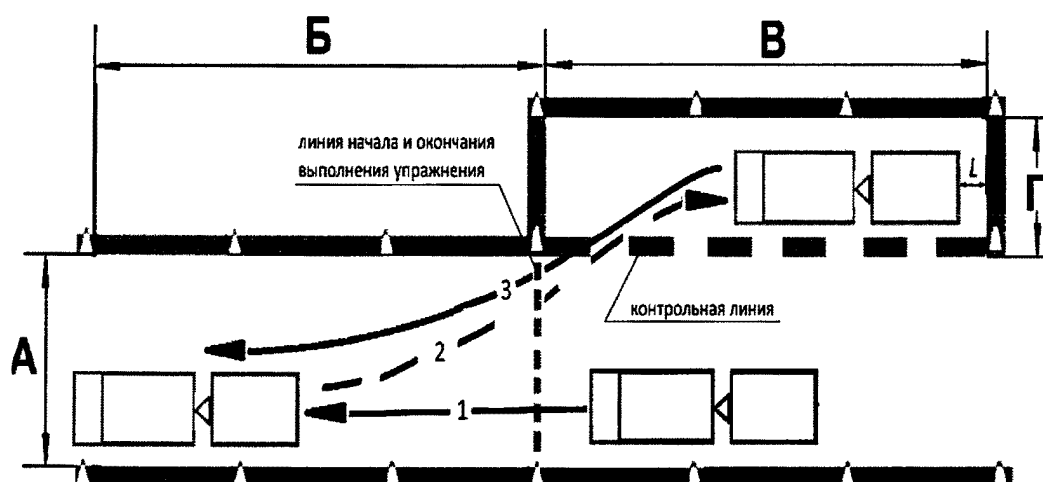 Б
В
линия начала и окончания
выполнения упражнения
L
Г
3
контрольная линия
2
А
1